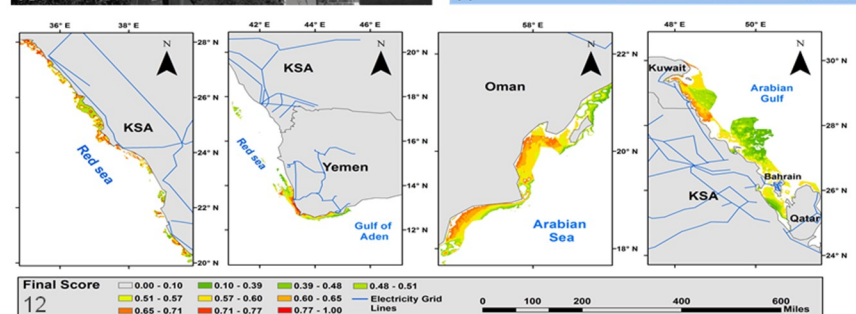 36° E 38° E
42° E 44° E 46° E
58° E
48° E 50° E
N
28° N
26° N
24° N
22° N
20° N
KSA
Red sea
N
20° N
18° N
16° N
14° N
12° N
KSA
Red sea
Yemen
Gulf of
Aden
N
22° N
20° N
18° N
Oman
Arabian
Sea
N
30° N
28° N
26° N
24° N
Kuwait
Arabian
Gulf
Bahrain
KSA
Qatar
Final Score
0.00 - 0.10 0.10 - 0.39 0.39 - 0.48 0.48 - 0.51
0.51 - 0.57 0.57 - 0.60 0.60 - 0.65 Electricity Grid
Lines
0.65 - 0.71 0.71 - 0.77 0.77 - 1.00
12
0 100 200 400 600
Miles